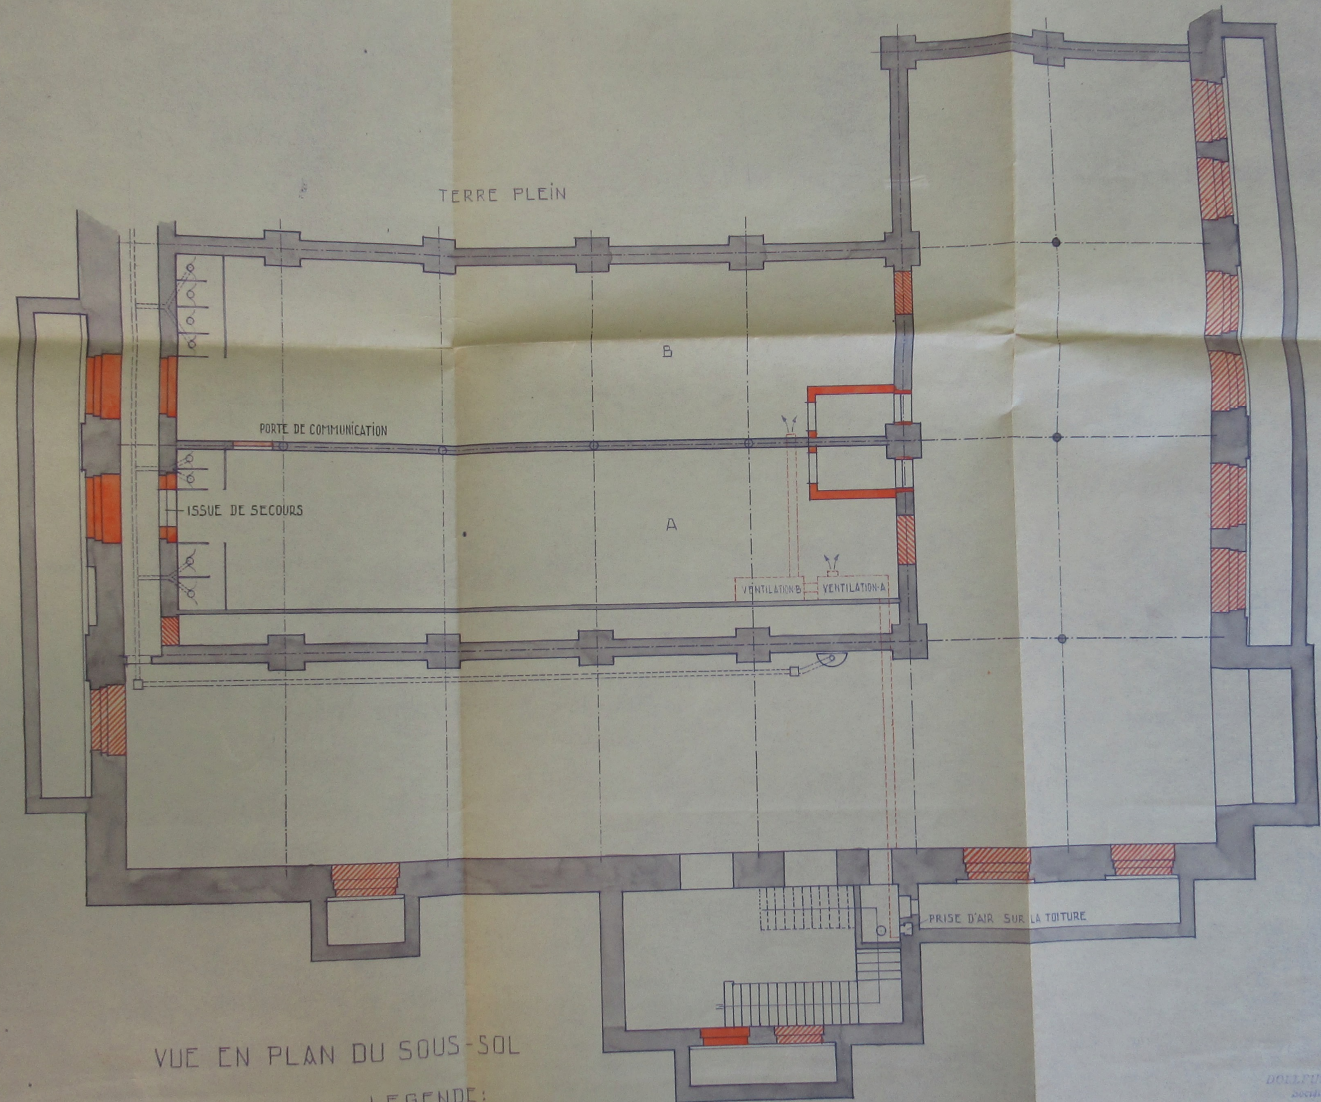 TERRE PLEIN
B
PORTE DE COMMUNICATION
ISSUE DE SECOURS
A
VENTILATION-B
VENTILATION-A
PRISE D'AIR SUR LA TOITURE
VUE EN PLAN DU SOUS-SOL
LEGENDE: